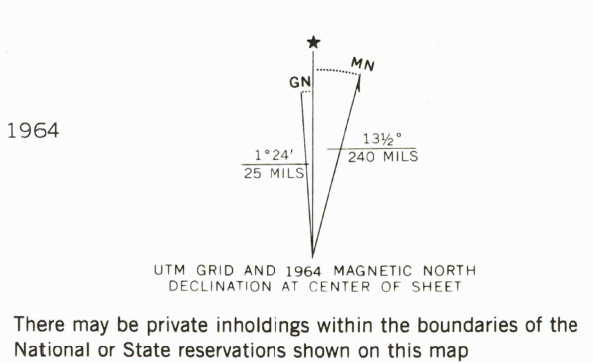 ★
MN
GN
1964
13½°
240 MILS
1°24'
25 MILS
UTM GRID AND 1964 MAGNETIC NORTH
DECLINATION AT CENTER OF SHEET
There may be private inholdings within the boundaries of the
National or State reservations shown on this map